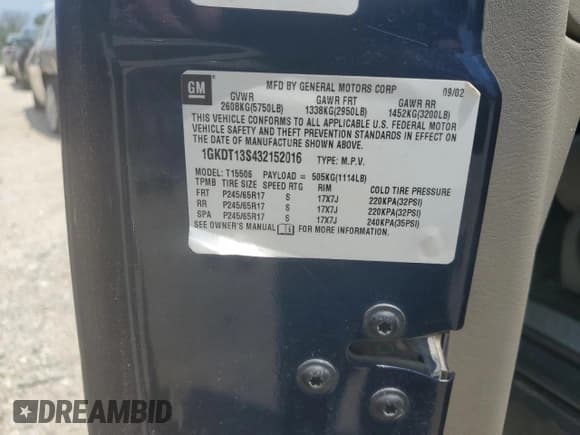 GM
MFD BY GENERAL MOTORS CORP 09/02
GVWR GAWR FRT GAWR RR
2608KG(5750LB) 1338KG(2950LB) 1452KG(3200LB)
THIS VEHICLE CONFORMS TO ALL APPLICABLE U.S. FEDERAL MOTOR
VEHICLE SAFETY AND THEFT PREVENTION STANDARDS IN EFFECT ON
THE DATE OF MANUFACTURE SHOWN ABOVE.
1GKDT13S432152016 TYPE: M.P.V.
MODEL: T15506 PAYLOAD = 505KG(1114LB)
TPMB TIRE SIZE SPEED RTG RIM COLD TIRE PRESSURE
FRT P245/65R17 S 17X7J 220KPA(32PSI)
RR P245/65R17 S 17X7J 220KPA(32PSI)
SPA P245/65R17 S 17X7J 240KPA(35PSI)
SEE OWNER'S MANUAL FOR MORE INFORMATION.
DREAMBID